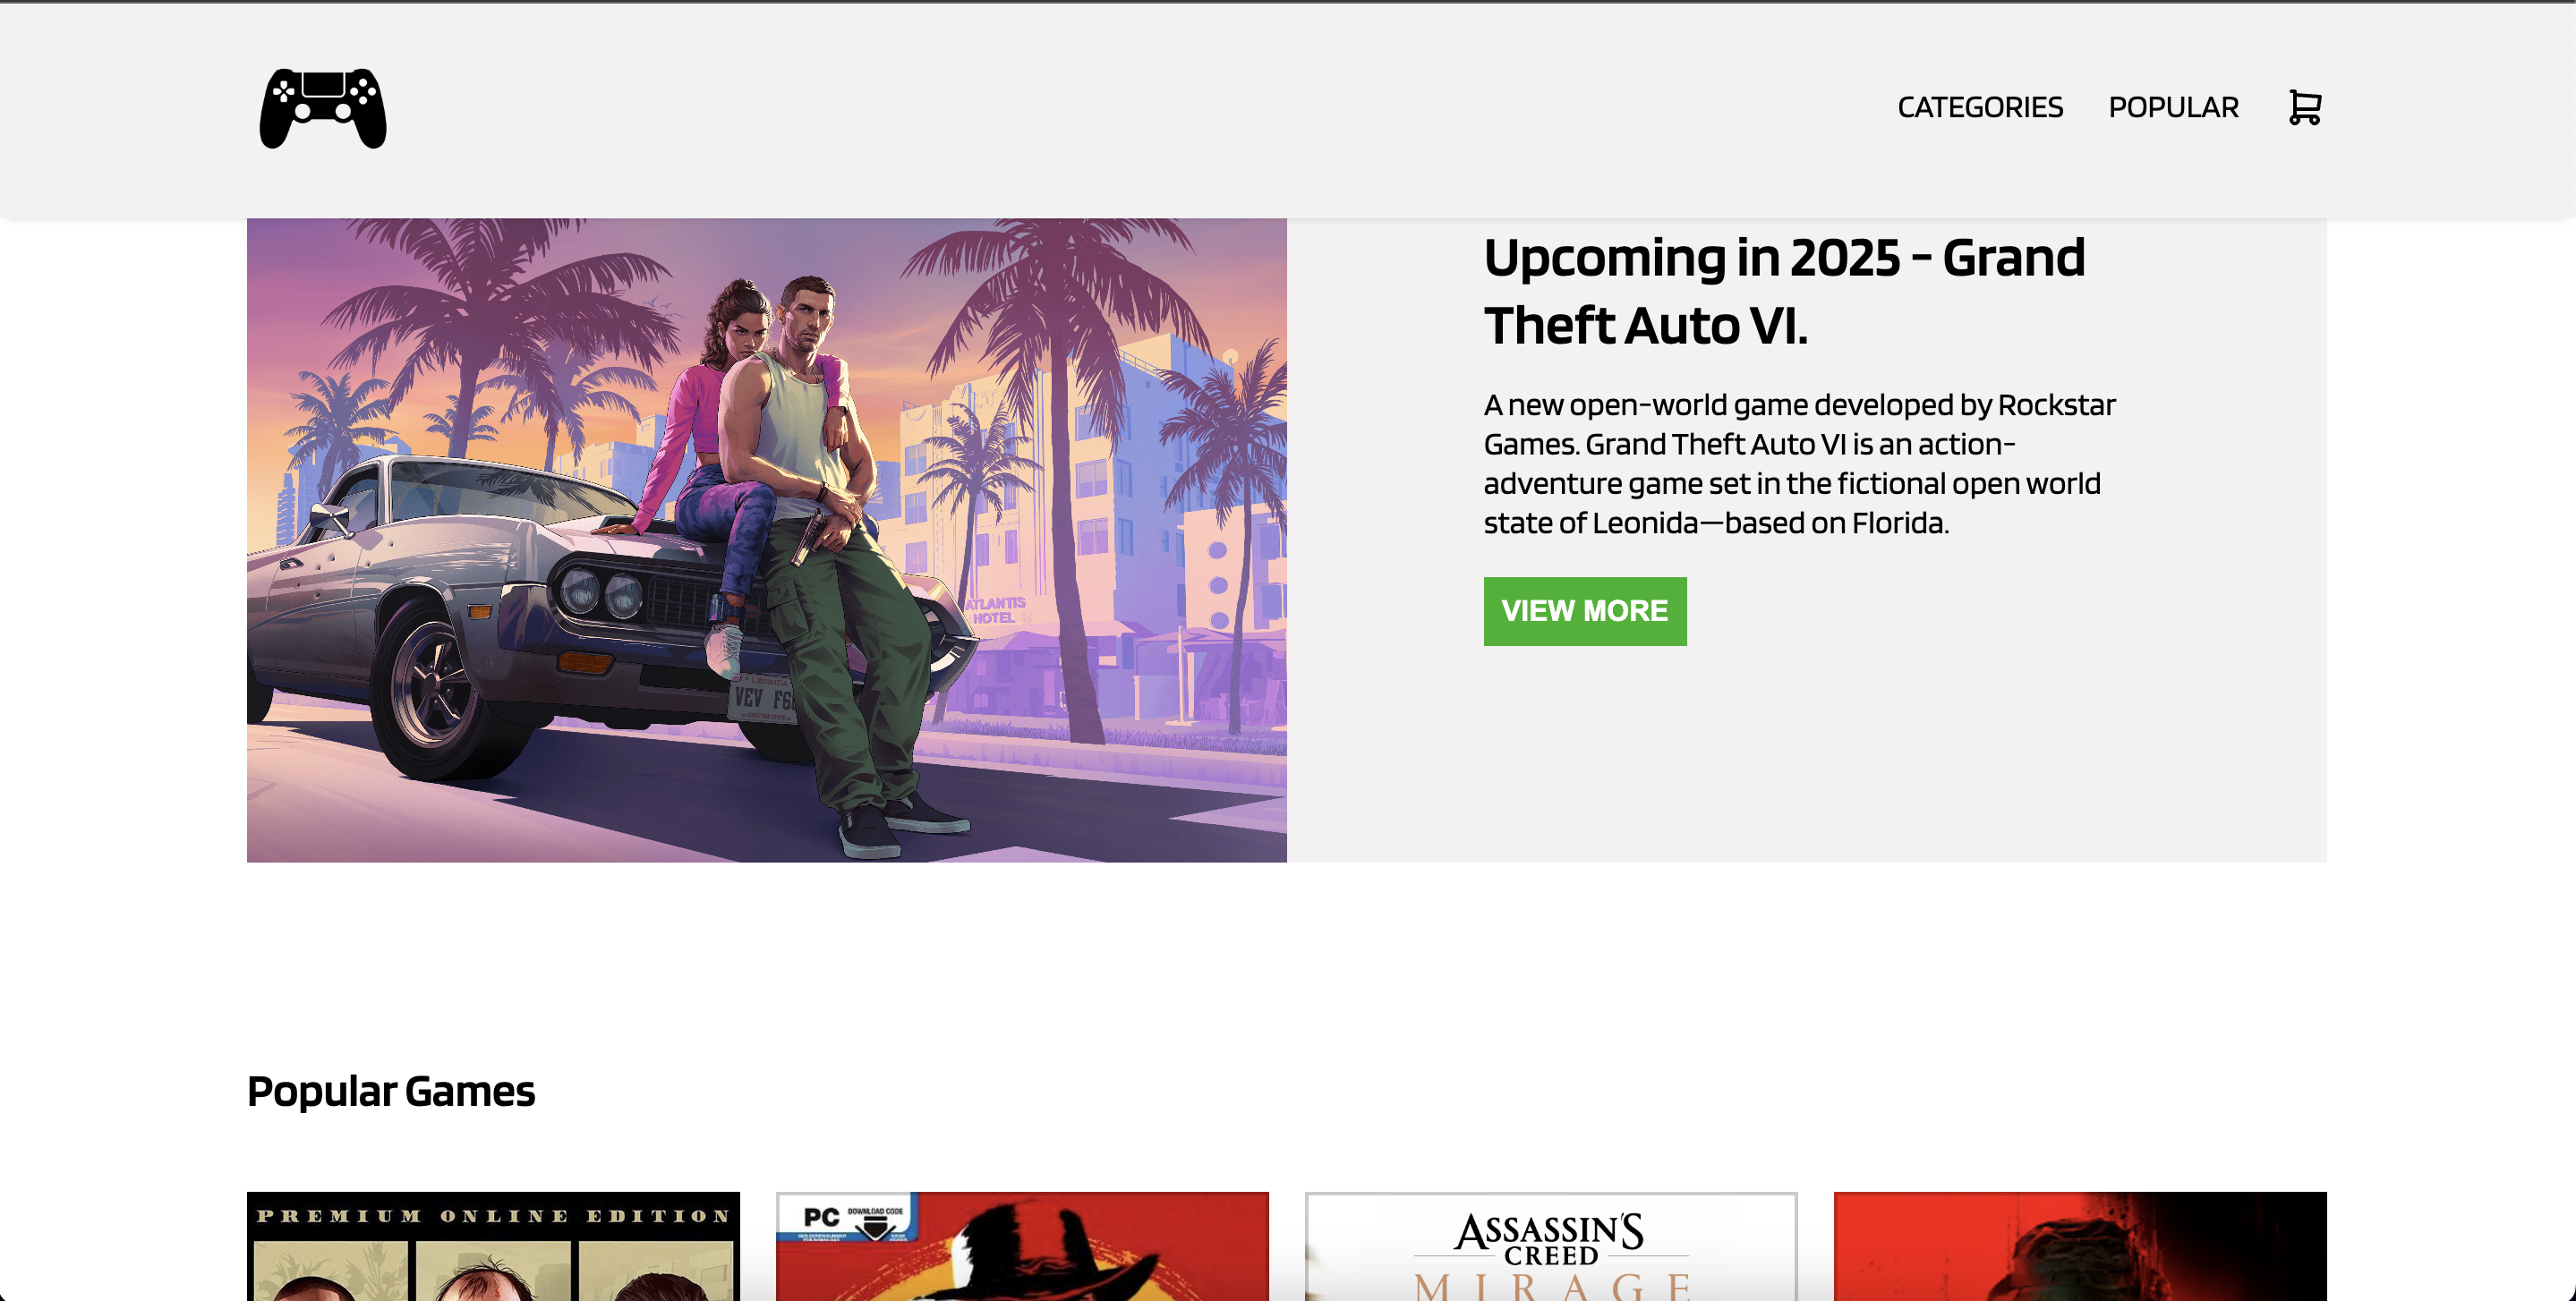 CATEGORIES POPULAR
Upcoming in 2025 - Grand
Theft Auto VI.
A new open-world game developed by Rockstar
Games. Grand Theft Auto VI is an action-
adventure game set in the fictional open world
state of Leonida—based on Florida.
VIEW MORE
ATLANTIS
HOTEL
LEONIDA
VEV F6
Popular Games
PREMIUM ONLINE EDITION
PC DOWNLOAD CODE
ASSASSIN'S
CREED
MIRAGE